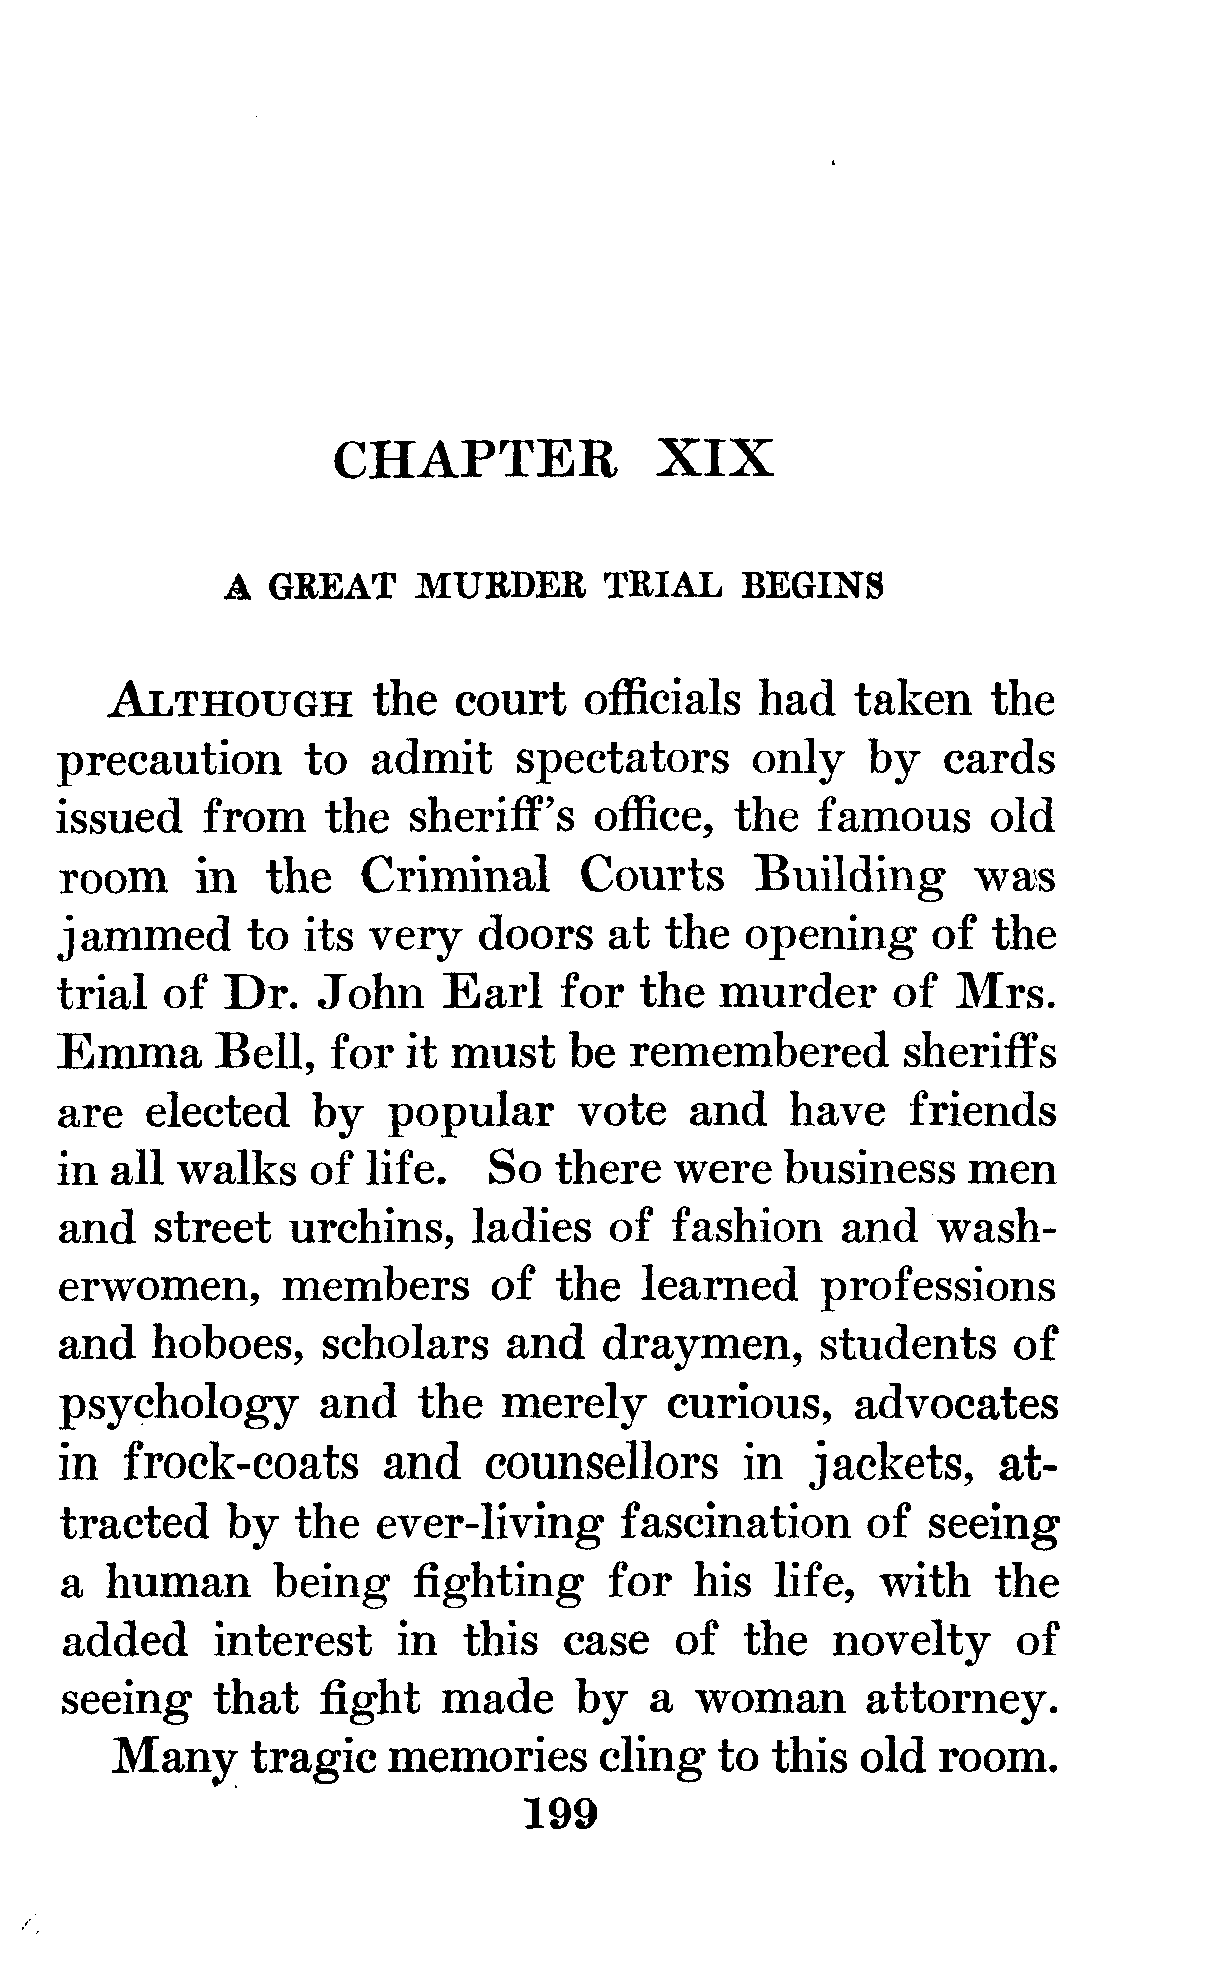 CHAPTER XIX
A GREAT MURDER TRIAL BEGINS
ALTHOUGH the court officials had taken the
precaution to admit spectators only by cards
issued from the sheriff's office, the famous old
room in the Criminal Courts Building was
jammed to its very doors at the opening of the
trial of Dr. John Earl for the murder of Mrs.
Emma Bell, for it must be remembered sheriffs
are elected by popular vote and have friends
in all walks of life. So there were business men
and street urchins, ladies of fashion and wash-
erwomen, members of the learned professions
and hoboes, scholars and draymen, students of
psychology and the merely curious, advocates
in frock-coats and counsellors in jackets, at-
tracted by the ever-living fascination of seeing
a human being fighting for his life, with the
added interest in this case of the novelty of
seeing that fight made by a woman attorney.
Many tragic memories cling to this old room.
199